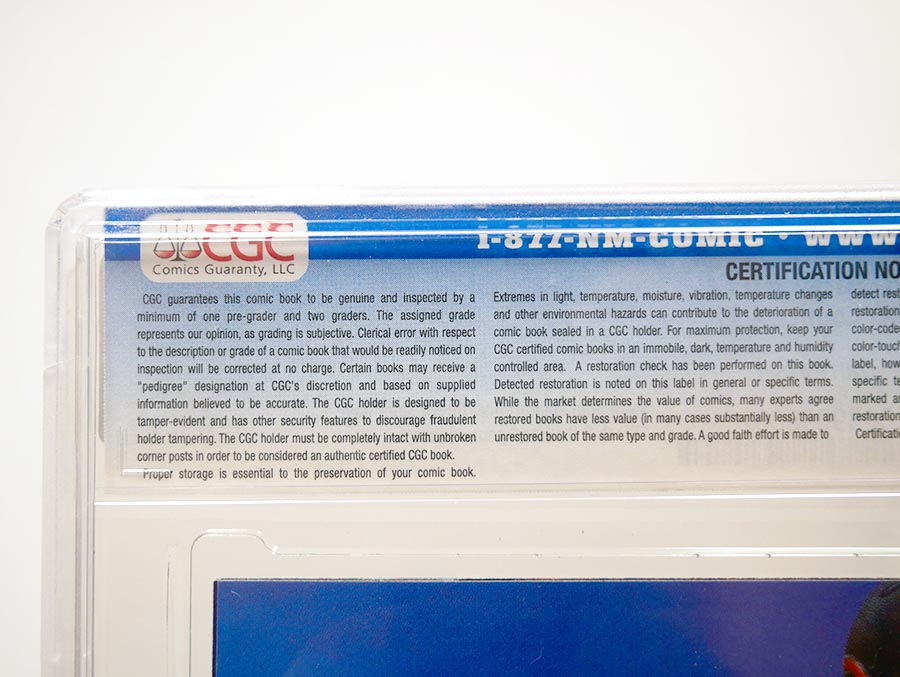 CGC
Comics Guaranty, LLC
1-877-NM-COMIC • WWW
CERTIFICATION NO
CGC guarantees this comic book to be genuine and inspected by a
minimum of one pre-grader and two graders. The assigned grade
represents our opinion, as grading is subjective. Clerical error with respect
to the description or grade of a comic book that would be readily noticed on
inspection will be corrected at no charge. Certain books may receive a
"pedigree" designation at CGC's discretion and based on supplied
information believed to be accurate. The CGC holder is designed to be
tamper-evident and has other security features to discourage fraudulent
holder tampering. The CGC holder must be completely intact with unbroken
corner posts in order to be considered an authentic certified CGC book.
Proper storage is essential to the preservation of your comic book.
Extremes in light, temperature, moisture, vibration, temperature changes
and other environmental hazards can contribute to the deterioration of a
comic book sealed in a CGC holder. For maximum protection, keep your
CGC certified comic books in an immobile, dark, temperature and humidity
controlled area. A restoration check has been performed on this book.
Detected restoration is noted on this label in general or specific terms.
While the market determines the value of comics, many experts agree
restored books have less value (in many cases substantially less) than an
unrestored book of the same type and grade. A good faith effort is made to
detect rest
restoration
color-code
color-touch
label, how
specific te
marked a
restoration
Certificati